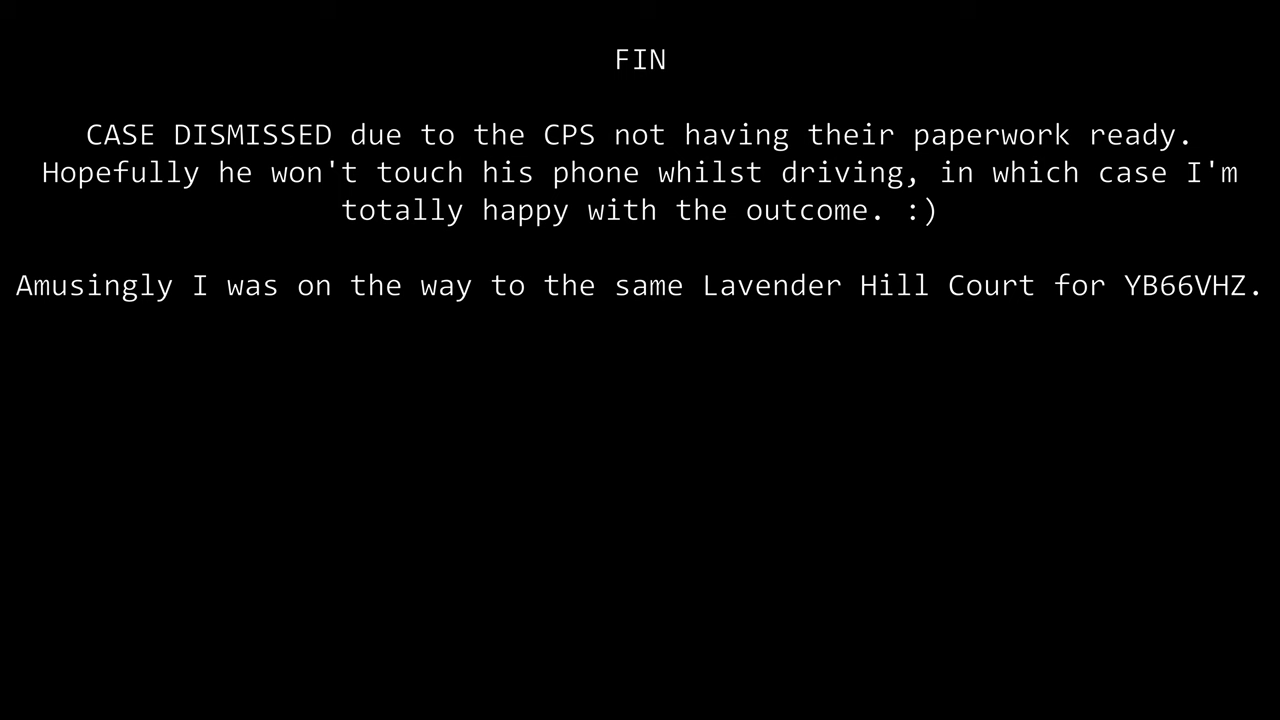 FIN
CASE DISMISSED due to the CPS not having their paperwork ready.
Hopefully he won't touch his phone whilst driving, in which case I'm
totally happy with the outcome. :)
Amusingly I was on the way to the same Lavender Hill Court for YB66VHZ.